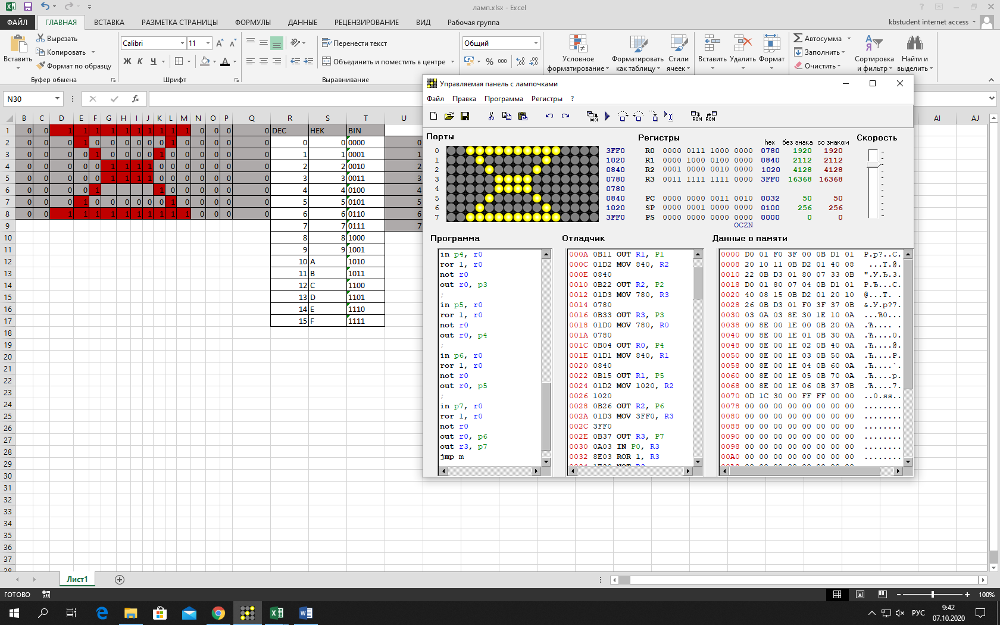 ламп.xlsx - Excel
ФАЙЛ ГЛАВНАЯ ВСТАВКА РАЗМЕТКА СТРАНИЦЫ ФОРМУЛЫ ДАННЫЕ РЕЦЕНЗИРОВАНИЕ ВИД Рабочая группа kbstudent internet access
Вставить
Вырезать
Копировать
Формат по образцу
Буфер обмена
Calibri 11
Ж К Ч А
Шрифт
Перенести текст
Объединить и поместить в центре
Выравнивание
Общий
% 000
Условное форматирование
Форматировать как таблицу
Стили ячеек
Вставить Удалить Формат
Автосумма
Заполнить
Очистить
Сортировка и фильтр
Найти и выделить
N30
fx
B C D E F G H I J K L M N O P Q R S T U AI AJ
1 0 0 1 1 1 1 1 1 1 1 1 1 0 0 0 0 DEC HEK BIN
2 0 0 0 1 0 0 0 0 0 0 1 0 0 0 0 0 0 0 0000 0
3 0 0 0 0 1 0 0 0 0 1 0 0 0 0 0 0 1 1 0001 1
4 0 0 0 0 0 1 1 1 1 0 0 0 0 0 0 0 2 2 0010 2
5 0 0 0 0 0 1 1 1 1 0 0 0 0 0 0 0 3 3 0011 3
6 0 0 0 0 1 1 0 0 0 0 0 0 4 4 0100 4
7 0 0 0 1 0 0 0 0 0 0 1 0 0 0 0 0 5 5 0101 5
8 0 0 1 1 1 1 1 1 1 1 1 1 0 0 0 0 6 6 0110 6
9 7 7 0111 7
10 8 8 1000
11 9 9 1001
12 10 A 1010
13 11 B 1011
14 12 C 1100
15 13 D 1101
16 14 E 1110
17 15 F 1111
18
19
20
21
22
23
24
25
26
27
28
29
30
31
32
33
34
35
36
37
38
Управляемая панель с лампочками
Файл Правка Программа Регистры ?
ROM ROM
Порты
0 3FF0
1 1020
2 0840
3 0780
4 0780
5 0840
6 1020
7 3FF0
Регистры hex без знака со знаком
R0 0000 0111 1000 0000 0780 1920 1920
R1 0000 1000 0100 0000 0840 2112 2112
R2 0001 0000 0010 0000 1020 4128 4128
R3 0011 1111 1111 0000 3FF0 16368 16368
PC 0000 0000 0011 0010 0032 50 50
SP 0000 0001 0000 0000 0100 256 256
PS 0000 0000 0000 0000 0000 0 0
OCZN
Скорость
Программа
in p4, r0
ror 1, r0
not r0
out r0, p3
;
in p5, r0
ror 1, r0
not r0
out r0, p4
;
in p6, r0
ror 1, r0
not r0
out r0, p5
;
in p7, r0
ror 1, r0
not r0
out r0, p6
out r3, p7
jmp m
Отладчик
000A 0B11 OUT R1, P1
000C 01D2 MOV 840, R2
000E 0840
0010 0B22 OUT R2, P2
0012 01D3 MOV 780, R3
0014 0780
0016 0B33 OUT R3, P3
0018 01D0 MOV 780, R0
001A 0780
001C 0B04 OUT R0, P4
001E 01D1 MOV 840, R1
0020 0840
0022 0B15 OUT R1, P5
0024 01D2 MOV 1020, R2
0026 1020
0028 0B26 OUT R2, P6
002A 01D3 MOV 3FF0, R3
002C 3FF0
002E 0B37 OUT R3, P7
0030 0A03 IN P0, R3
0032 8E03 ROR 1, R3
Данные в памяти
0000 D0 01 F0 3F 00 0B D1 01 Р.р?..С.
0008 20 10 11 0B D2 01 40 08 ...Т.@.
0010 22 0B D3 01 80 07 33 0B ".У.Ђ.3.
0018 D0 01 80 07 04 0B D1 01 Р.Ђ...С.
0020 40 08 15 0B D2 01 20 10 @...Т. .
0028 26 0B D3 01 F0 3F 37 0B &.У.р?7.
0030 03 0A 03 8E 30 1E 10 0A ...Ћ0...
0038 00 8E 00 1E 00 0B 20 0A .Ћ.... .
0040 00 8E 00 1E 01 0B 30 0A .Ћ....0.
0048 00 8E 00 1E 02 0B 40 0A .Ћ....@.
0050 00 8E 00 1E 03 0B 50 0A .Ћ....P.
0058 00 8E 00 1E 04 0B 60 0A .Ћ....`.
0060 00 8E 00 1E 05 0B 70 0A .Ћ....p.
0068 00 8E 00 1E 06 0B 37 0B .Ћ....7.
0070 0D 1C 30 00 FF FF 00 00 ..0.яя..
0078 00 00 00 00 00 00 00 00 ........
0080 00 00 00 00 00 00 00 00 ........
0088 00 00 00 00 00 00 00 00 ........
0090 00 00 00 00 00 00 00 00 ........
0098 00 00 00 00 00 00 00 00 ........
00A0 00 00 00 00 00 00 00 00 ........
Лист1
ГОТОВО
100%
РУС
9:42
07.10.2020